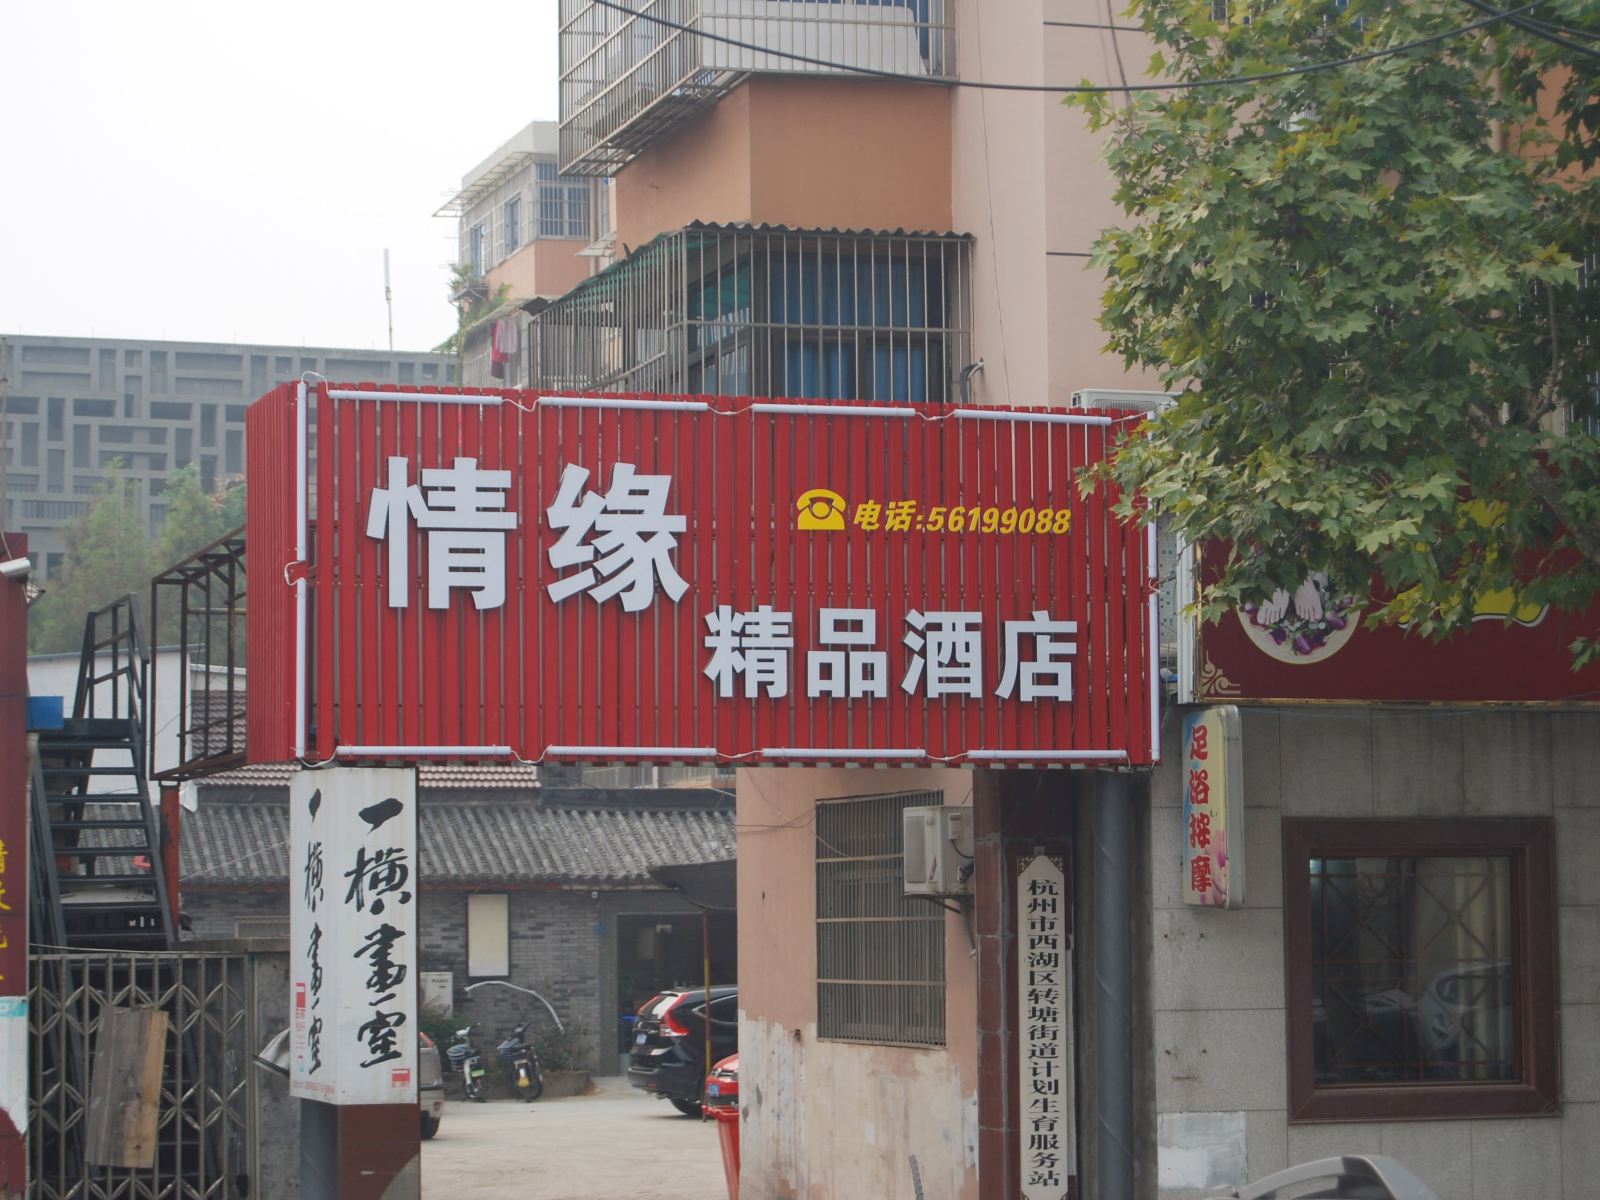 情缘
电话:56199088
精品酒店
一横画室
一横画室
足浴按摩
杭州市西湖区转塘街道计划生育服务站